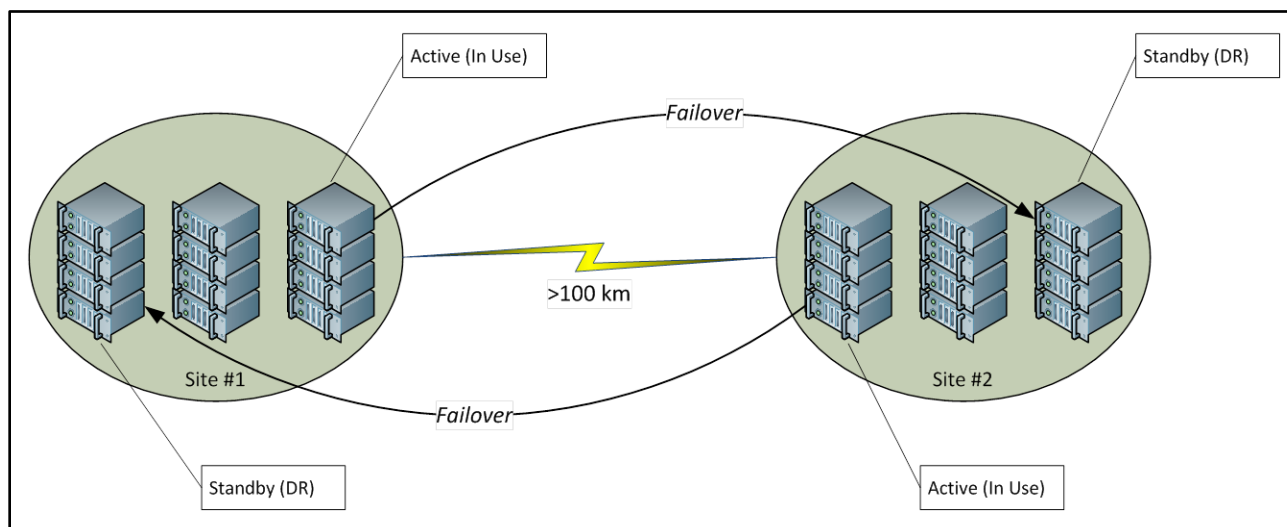 Active (In Use)
Standby (DR)
Failover
>100 km
Site #1
Site #2
Failover
Standby (DR)
Active (In Use)